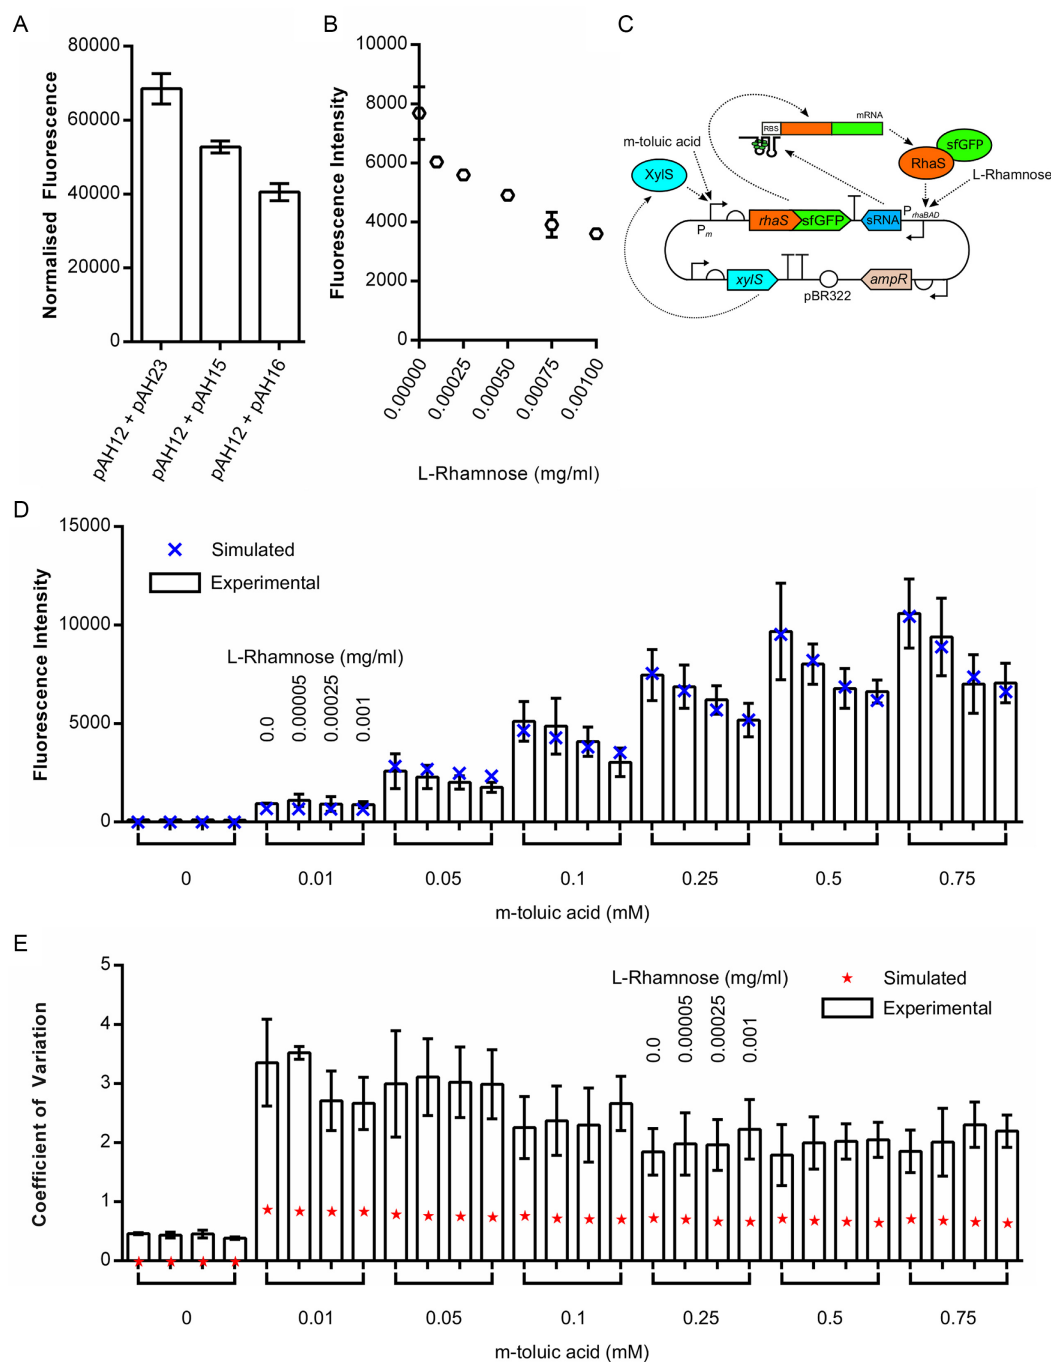 A
Normalised Fluorescence
80000
60000
40000
20000
0
pAH12 + pAH23
pAH12 + pAH15
pAH12 + pAH16
B
Fluorescence Intensity
10000
8000
6000
4000
2000
0
0.00000
0.00025
0.00050
0.00075
0.00100
L-Rhamnose (mg/ml)
C
mRNA
RBS
m-toluic acid
sfGFP
RhaS
XylS
L-Rhamnose
Pm
rhaS
sfGFP
sRNA
PrhaBAD
xylS
ampR
pBR322
D
Fluorescence Intensity
15000
10000
5000
0
Simulated
Experimental
L-Rhamnose (mg/ml)
0.0
0.00005
0.00025
0.001
0 0.01 0.05 0.1 0.25 0.5 0.75
m-toluic acid (mM)
E
Coefficient of Variation
5
4
3
2
1
0
L-Rhamnose (mg/ml)
0.0
0.00005
0.00025
0.001
Simulated
Experimental
0 0.01 0.05 0.1 0.25 0.5 0.75
m-toluic acid (mM)